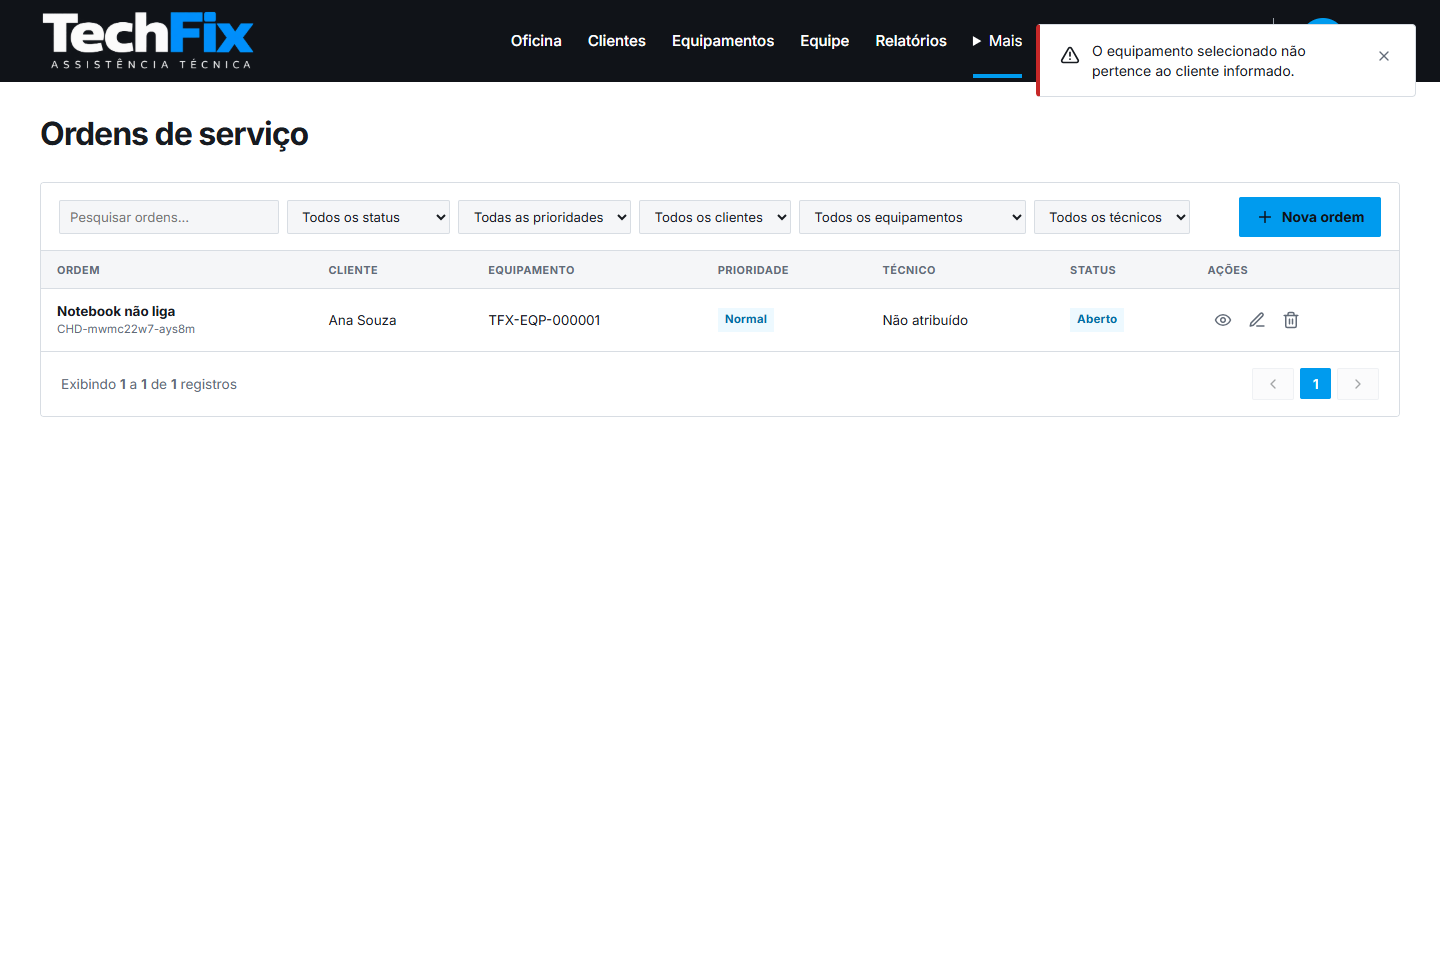 TechFix
ASSISTÊNCIA TÉCNICA
Oficina Clientes Equipamentos Equipe Relatórios Mais
O equipamento selecionado não
pertence ao cliente informado.
Ordens de serviço
Pesquisar ordens... Todos os status Todas as prioridades Todos os clientes Todos os equipamentos Todos os técnicos Nova ordem
ORDEM CLIENTE EQUIPAMENTO PRIORIDADE TÉCNICO STATUS AÇÕES
Notebook não liga
CHD-mwmc22w7-ays8m
Ana Souza TFX-EQP-000001 Normal Não atribuído Aberto
Exibindo 1 a 1 de 1 registros
1